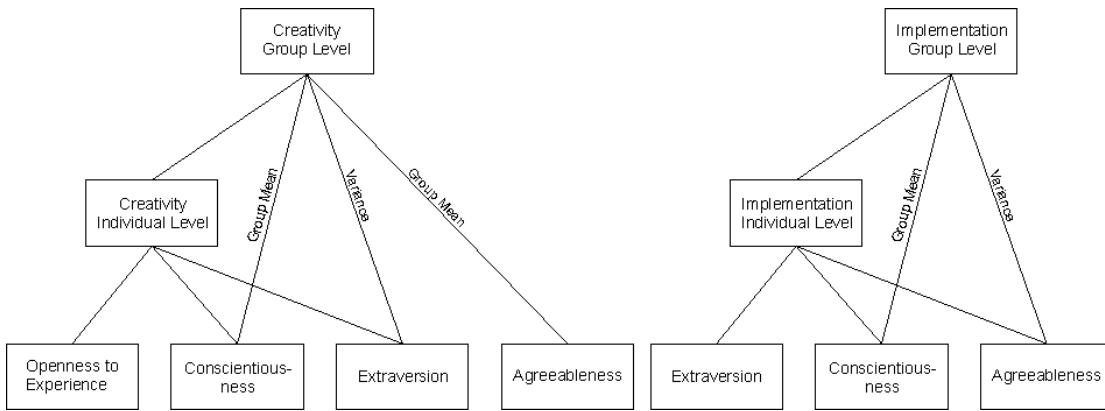 Creativity
Group Level
Implementation
Group Level
Group Mean
Variance
Group Mean
Group Mean
Variance
Creativity
Individual Level
Implementation
Individual Level
Openness to
Experience
Conscientious-
ness
Extraversion
Agreeableness
Extraversion
Conscientious-
ness
Agreeableness